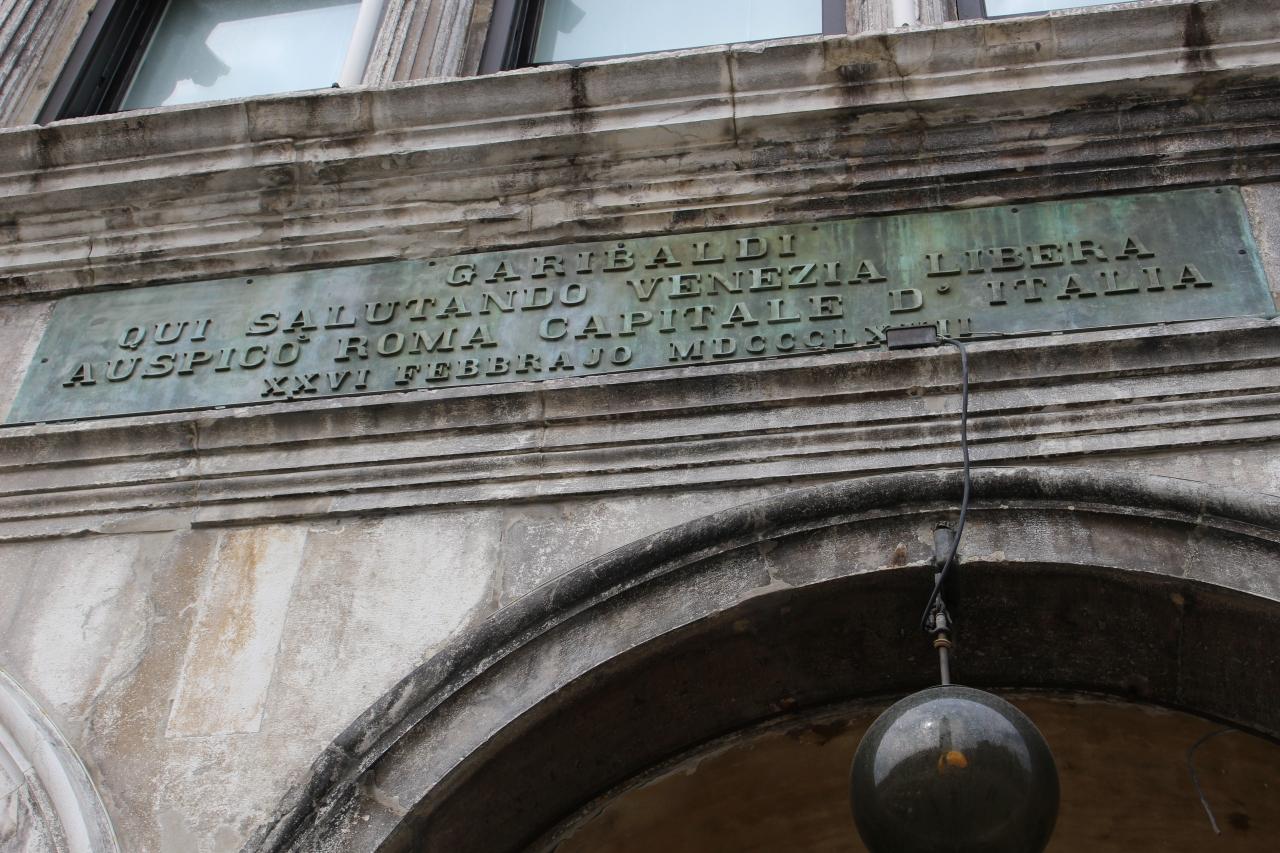 GARIBALDI
QUI SALUTANDO VENEZIA LIBERA
AUSPICÒ ROMA CAPITALE D'ITALIA
XXVI FEBBRAJO